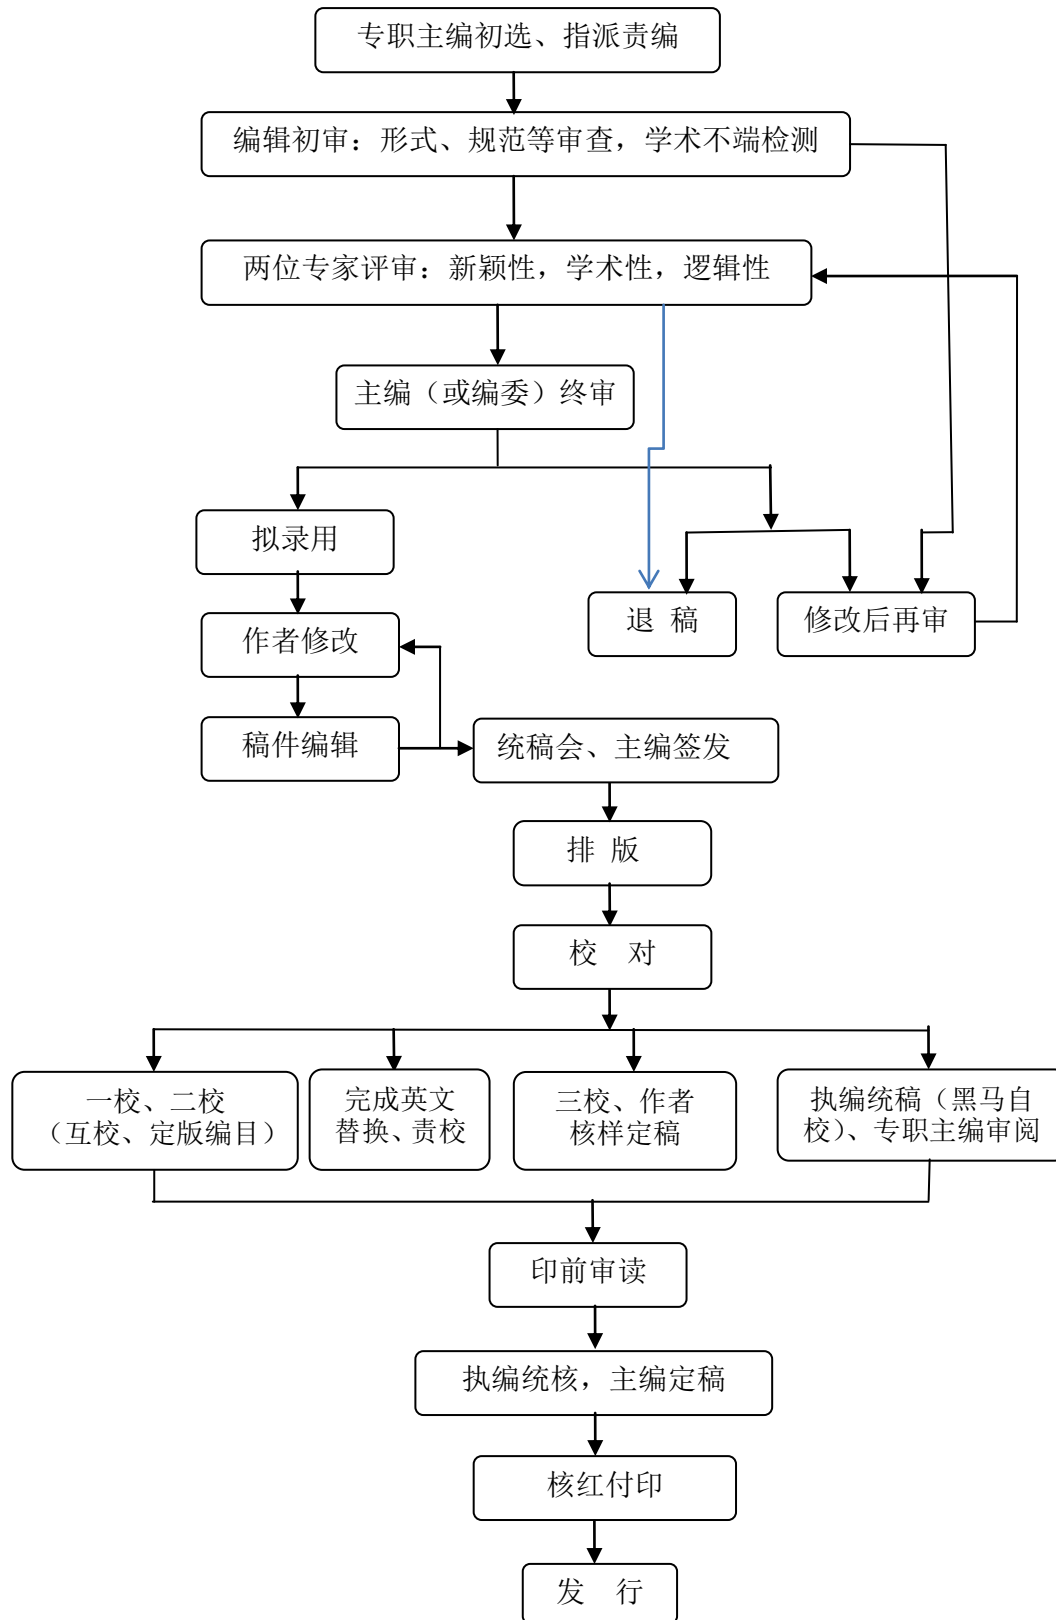 专职主编初选、指派责编
编辑初审：形式、规范等审查，学术不端检测
两位专家评审：新颖性，学术性，逻辑性
主编（或编委）终审
拟录用
退 稿
修改后再审
作者修改
稿件编辑
统稿会、主编签发
排 版
校 对
一校、二校
（互校、定版编目）
完成英文
替换、责校
三校、作者
核样定稿
执编统稿（黑马自
校）、专职主编审阅
印前审读
执编统核，主编定稿
核红付印
发 行